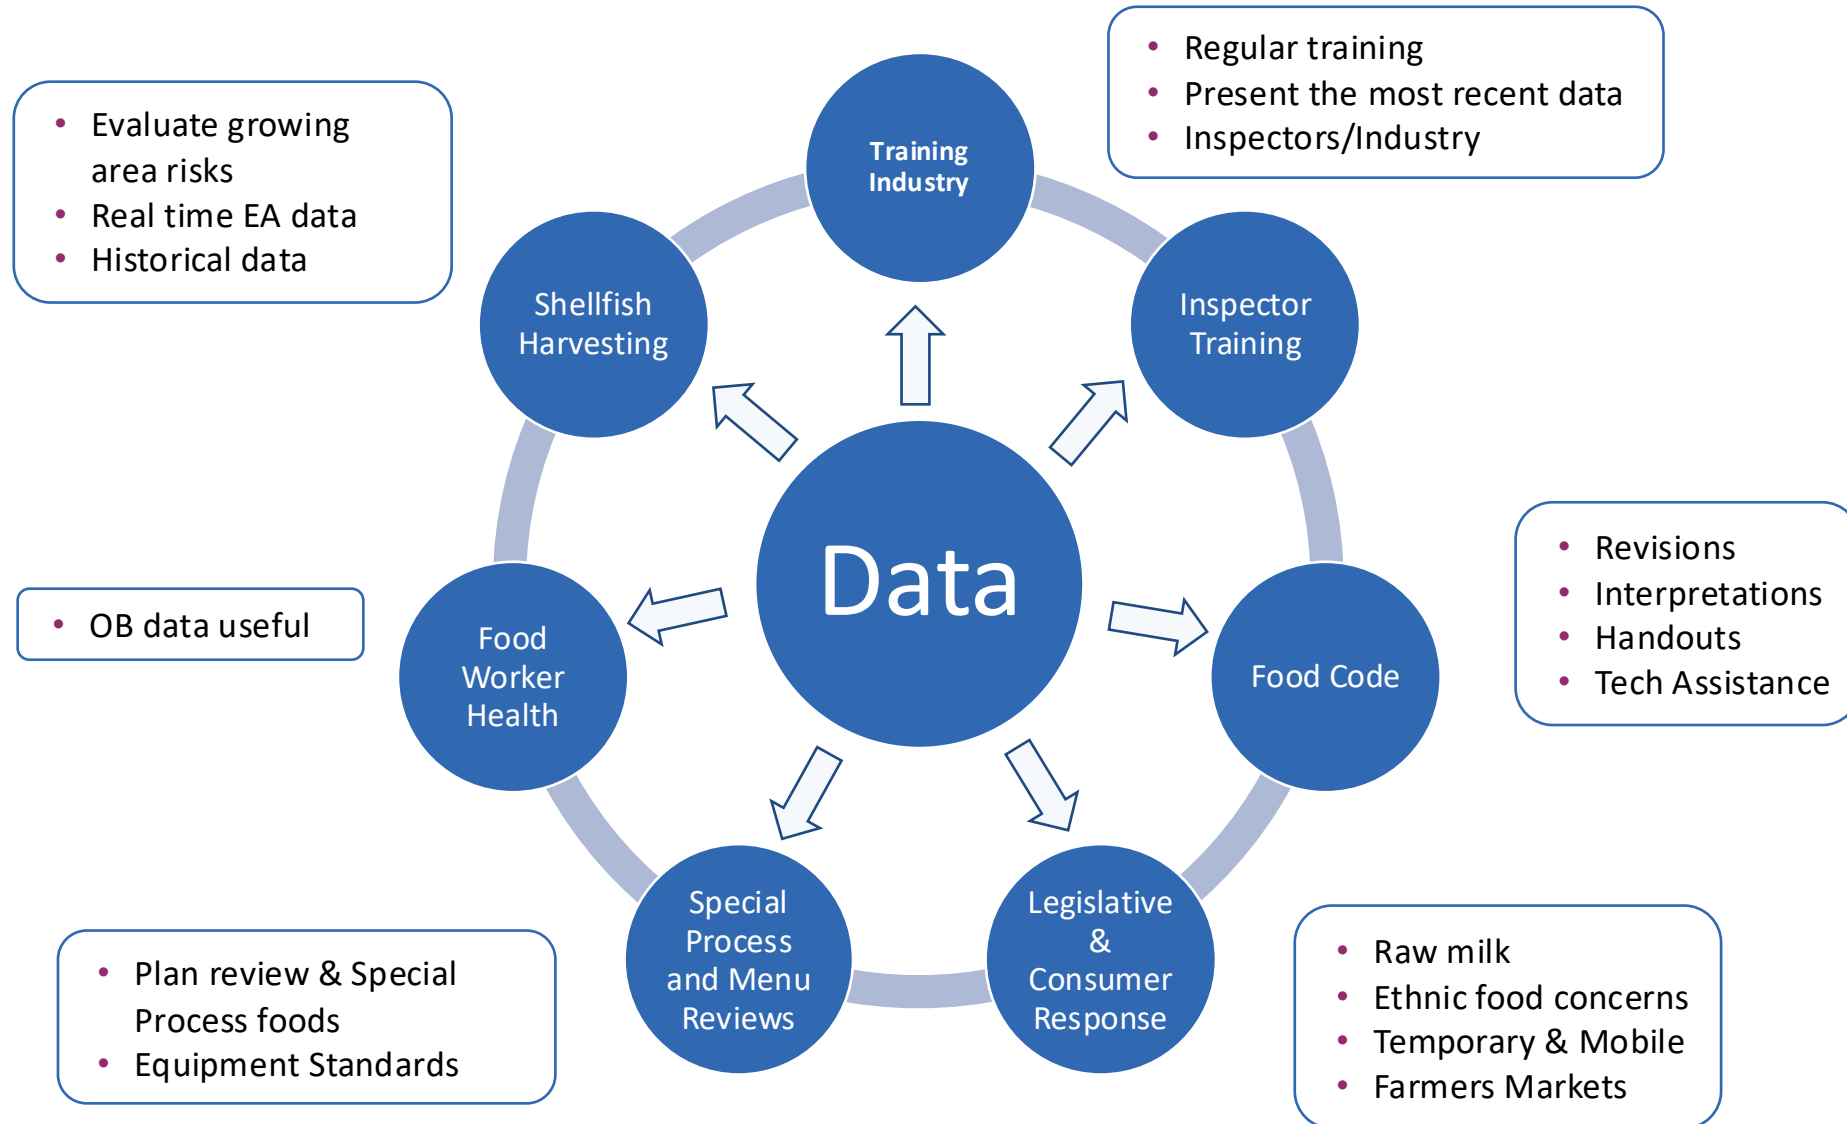 Training
Industry
• Regular training
• Present the most recent data
• Inspectors/Industry
• Evaluate growing
area risks
• Real time EA data
• Historical data
Shellfish
Harvesting
Inspector
Training
Data
• Revisions
• Interpretations
• Handouts
• Tech Assistance
• OB data useful
Food
Worker
Health
Food Code
Special
Process
and Menu
Reviews
Legislative
&
Consumer
Response
• Plan review & Special
Process foods
• Equipment Standards
• Raw milk
• Ethnic food concerns
• Temporary & Mobile
• Farmers Markets